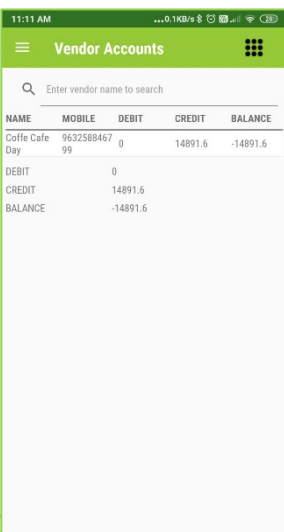 11:11 AM ...0.1KB/s 29
Vendor Accounts
Enter vendor name to search
NAME MOBILE DEBIT CREDIT BALANCE
Coffe Cafe 9632588467 0 14891.6 -14891.6
Day 99
DEBIT 0
CREDIT 14891.6
BALANCE -14891.6